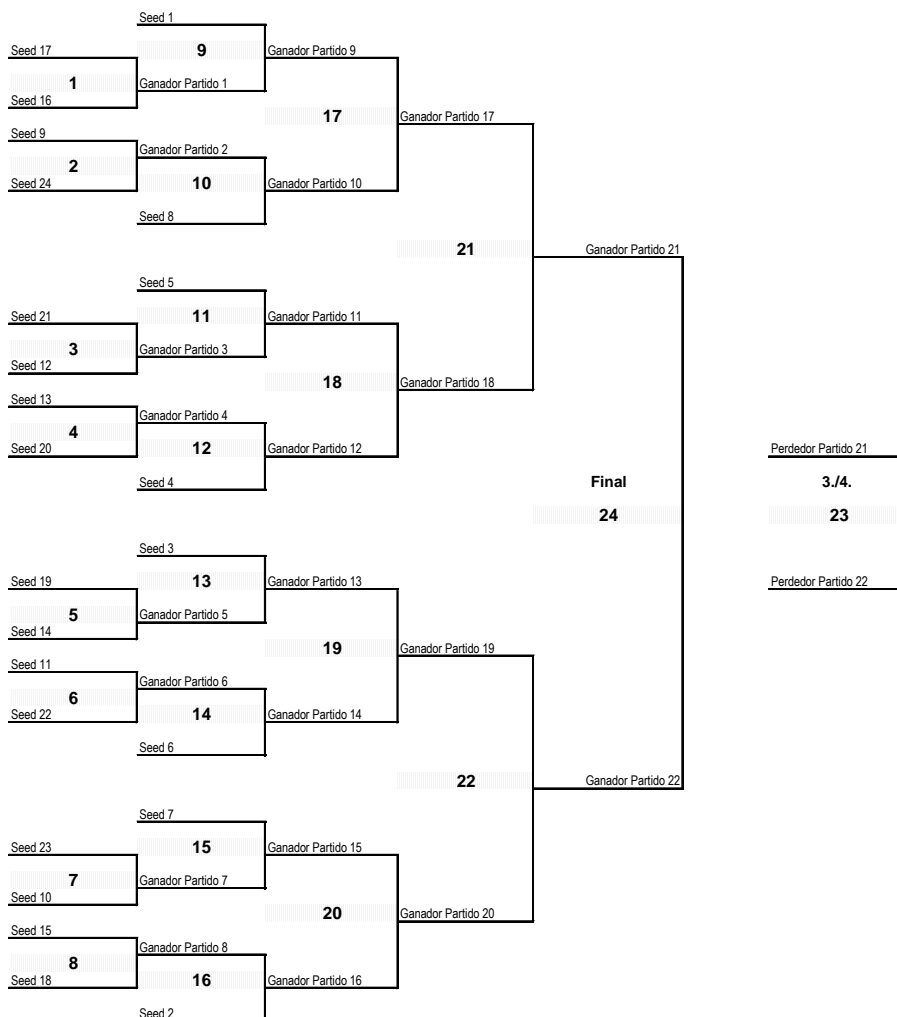 Seed 1
Seed 17
9
Ganador Partido 9
1
Ganador Partido 1
Seed 16
17
Ganador Partido 17
Seed 9
Ganador Partido 2
2
Seed 24
10
Ganador Partido 10
Seed 8
21
Ganador Partido 21
Seed 5
Seed 21
11
Ganador Partido 11
3
Ganador Partido 3
Seed 12
18
Ganador Partido 18
Seed 13
Ganador Partido 4
4
Seed 20
12
Ganador Partido 12
Perdedor Partido 21
Seed 4
Final
3./4.
24
23
Seed 3
Seed 19
13
Ganador Partido 13
Perdedor Partido 22
5
Ganador Partido 5
Seed 14
19
Ganador Partido 19
Seed 11
Ganador Partido 6
6
Seed 22
14
Ganador Partido 14
Seed 6
22
Ganador Partido 22
Seed 7
Seed 23
15
Ganador Partido 15
7
Ganador Partido 7
Seed 10
20
Ganador Partido 20
Seed 15
Ganador Partido 8
8
Seed 18
16
Ganador Partido 16
Seed 2